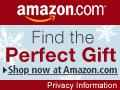 amazon.com
Find the
Perfect Gift
Shop now at Amazon.com
Privacy Information